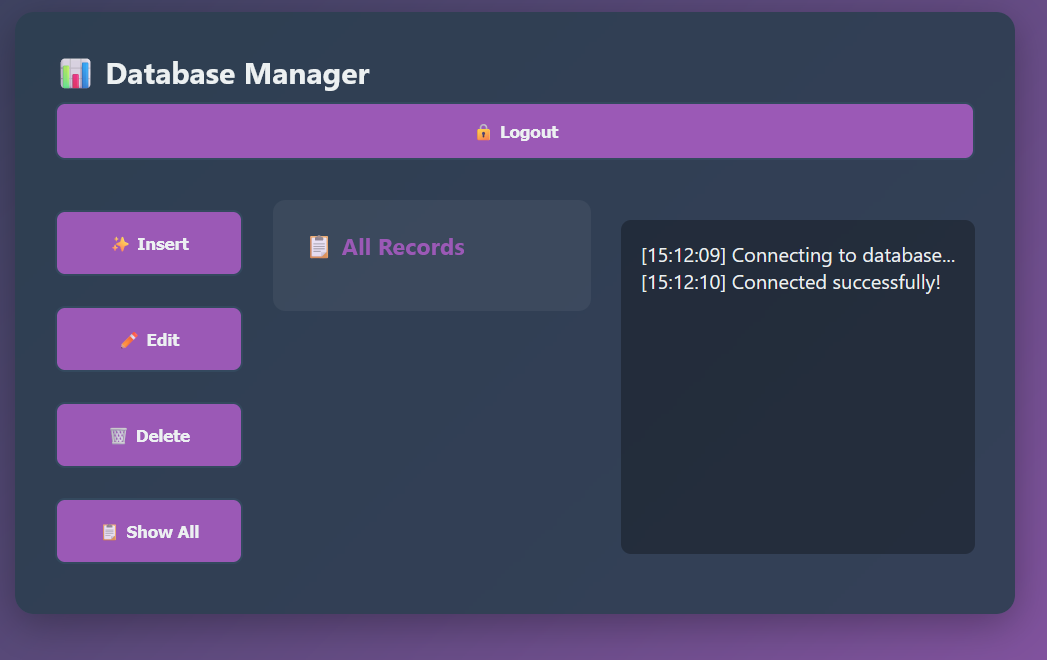 Database Manager
Logout
Insert
Edit
Delete
Show All
All Records
[15:12:09] Connecting to database...
[15:12:10] Connected successfully!